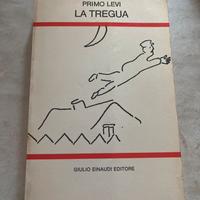 PRIMO LEVI
LA TREGUA
GIULIO EINAUDI EDITORE